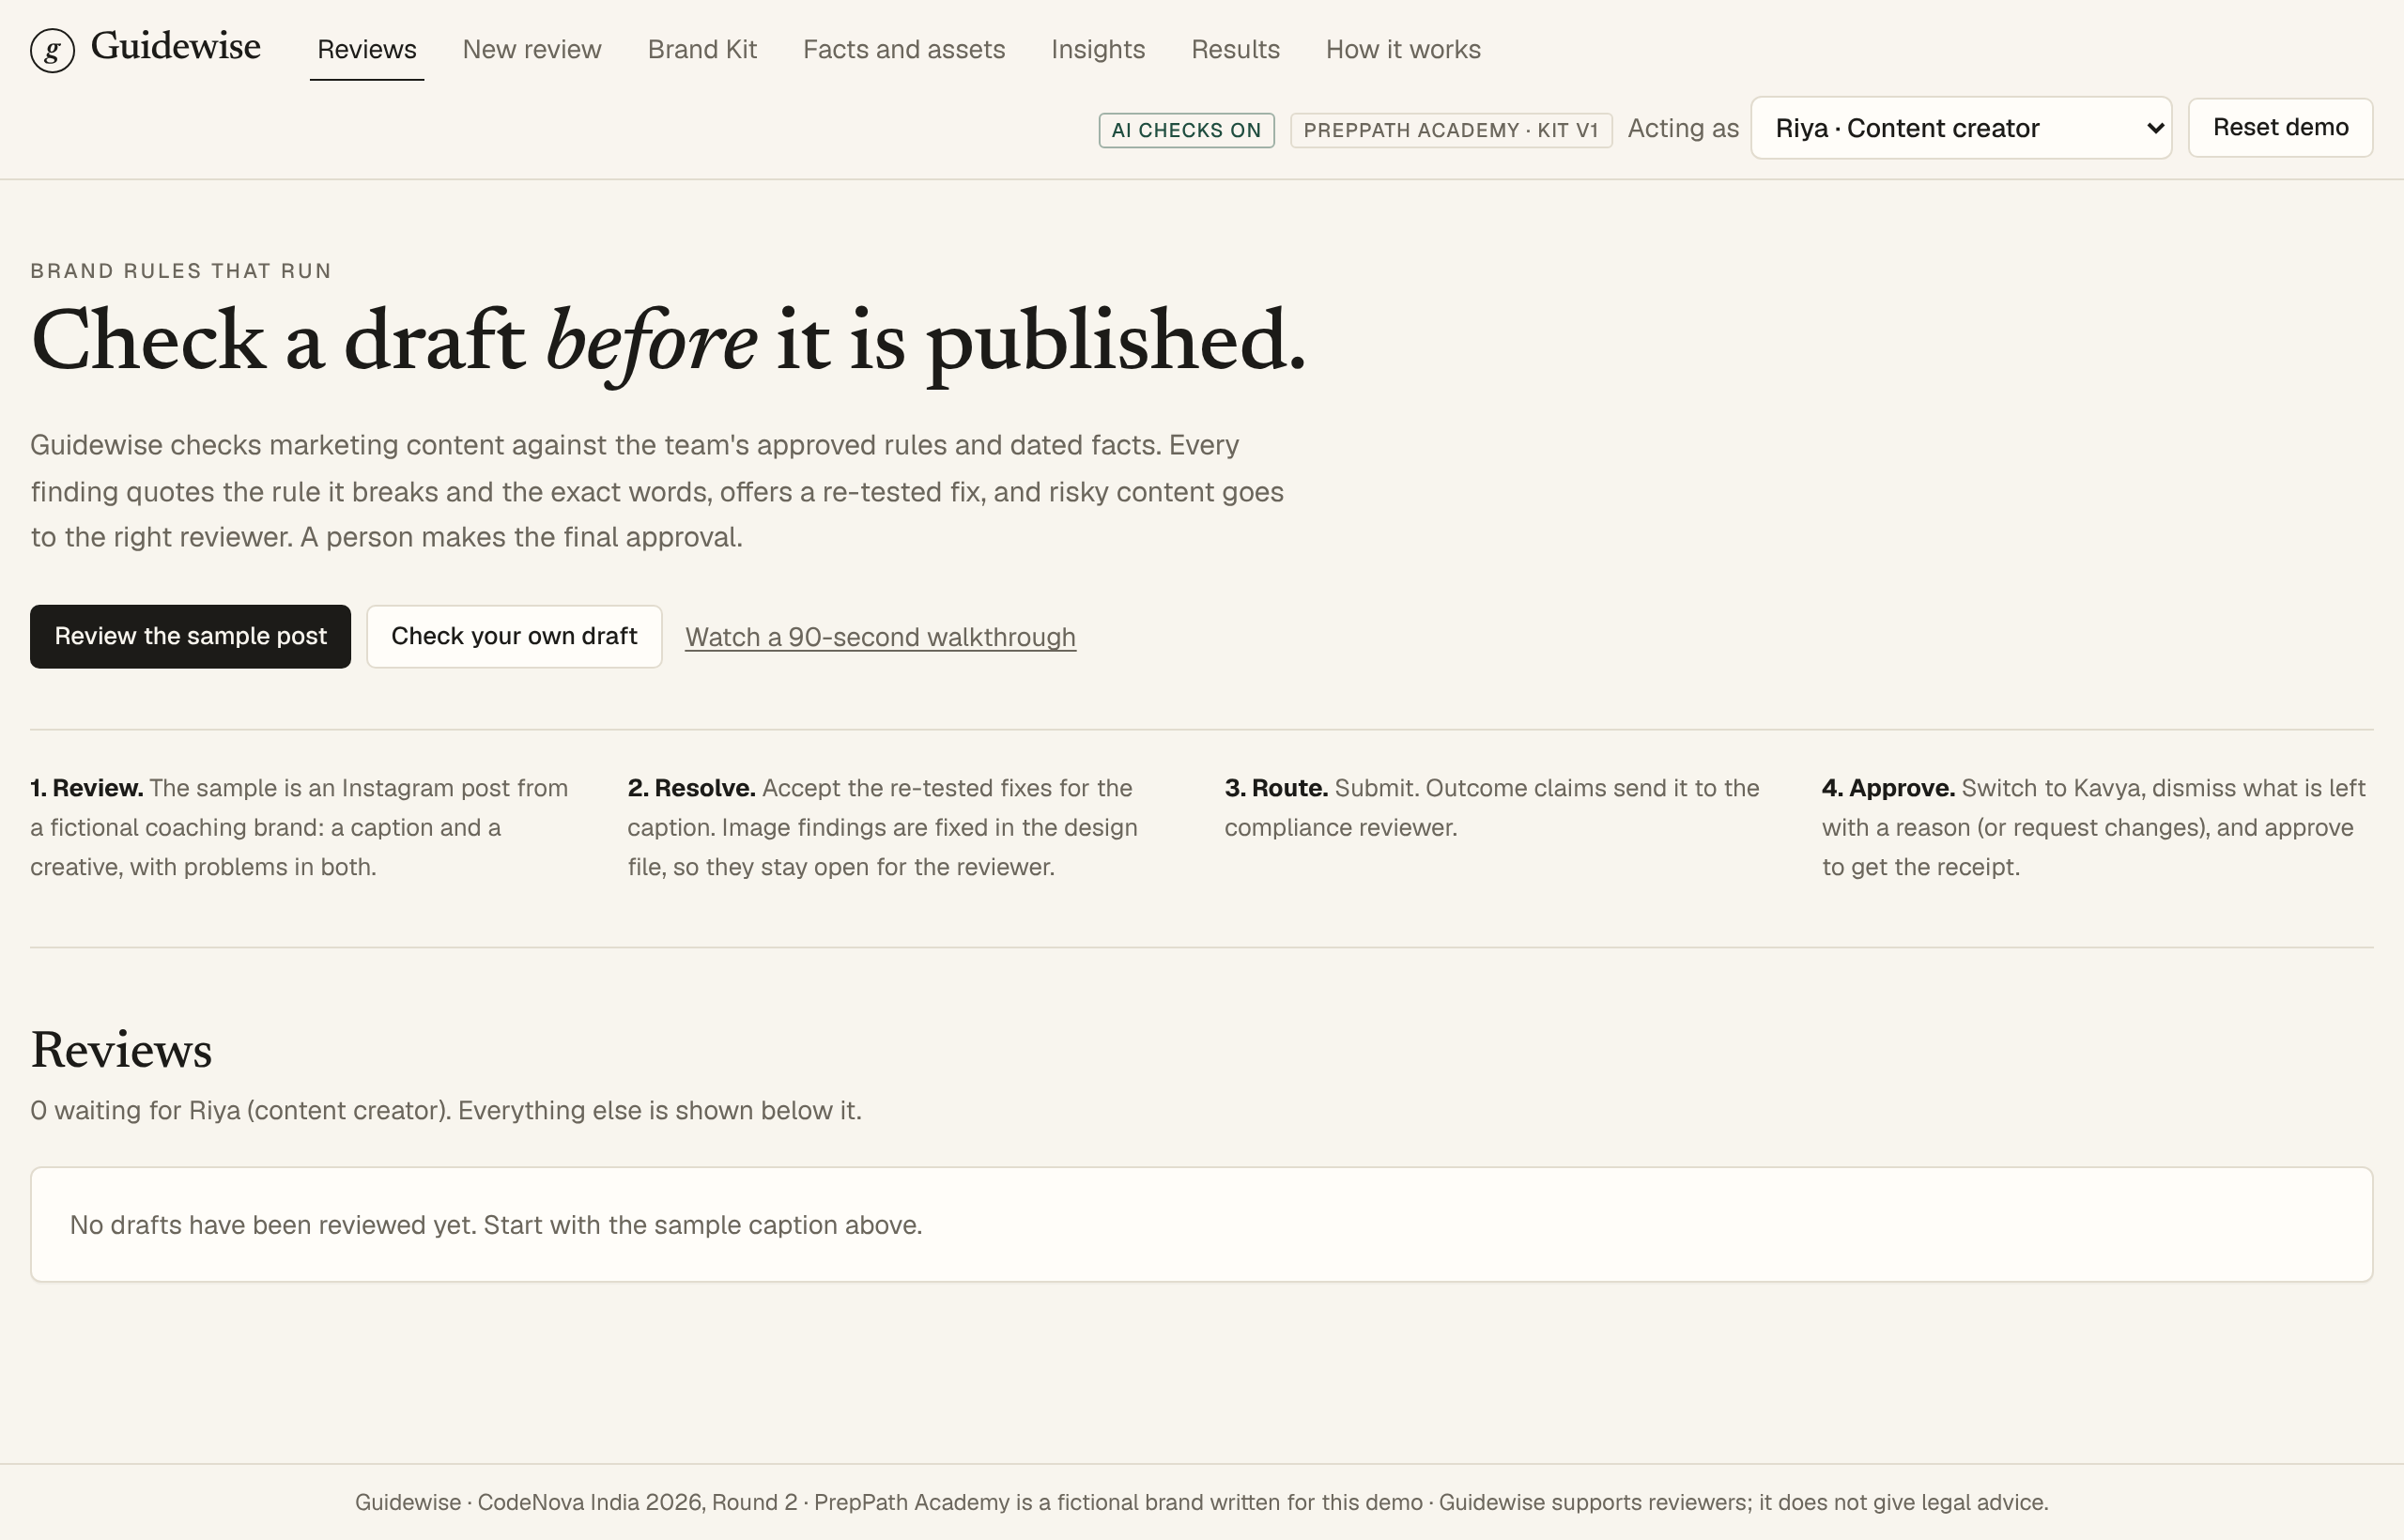 g Guidewise Reviews New review Brand Kit Facts and assets Insights Results How it works
AI CHECKS ON PREPPATH ACADEMY · KIT V1 Acting as Riya · Content creator Reset demo
BRAND RULES THAT RUN
Check a draft before it is published.
Guidewise checks marketing content against the team's approved rules and dated facts. Every
finding quotes the rule it breaks and the exact words, offers a re-tested fix, and risky content goes
to the right reviewer. A person makes the final approval.
Review the sample post Check your own draft Watch a 90-second walkthrough
1. Review. The sample is an Instagram post from
a fictional coaching brand: a caption and a
creative, with problems in both.
2. Resolve. Accept the re-tested fixes for the
caption. Image findings are fixed in the design
file, so they stay open for the reviewer.
3. Route. Submit. Outcome claims send it to the
compliance reviewer.
4. Approve. Switch to Kavya, dismiss what is left
with a reason (or request changes), and approve
to get the receipt.
Reviews
0 waiting for Riya (content creator). Everything else is shown below it.
No drafts have been reviewed yet. Start with the sample caption above.
Guidewise · CodeNova India 2026, Round 2 · PrepPath Academy is a fictional brand written for this demo · Guidewise supports reviewers; it does not give legal advice.